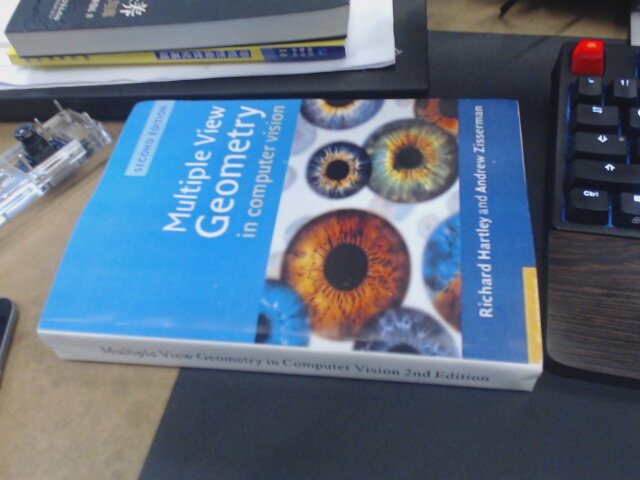 SECOND EDITION
Multiple View
Geometry
in computer vision
Richard Hartley and Andrew Zisserman
Multiple View Geometry in Computer Vision 2nd Edition